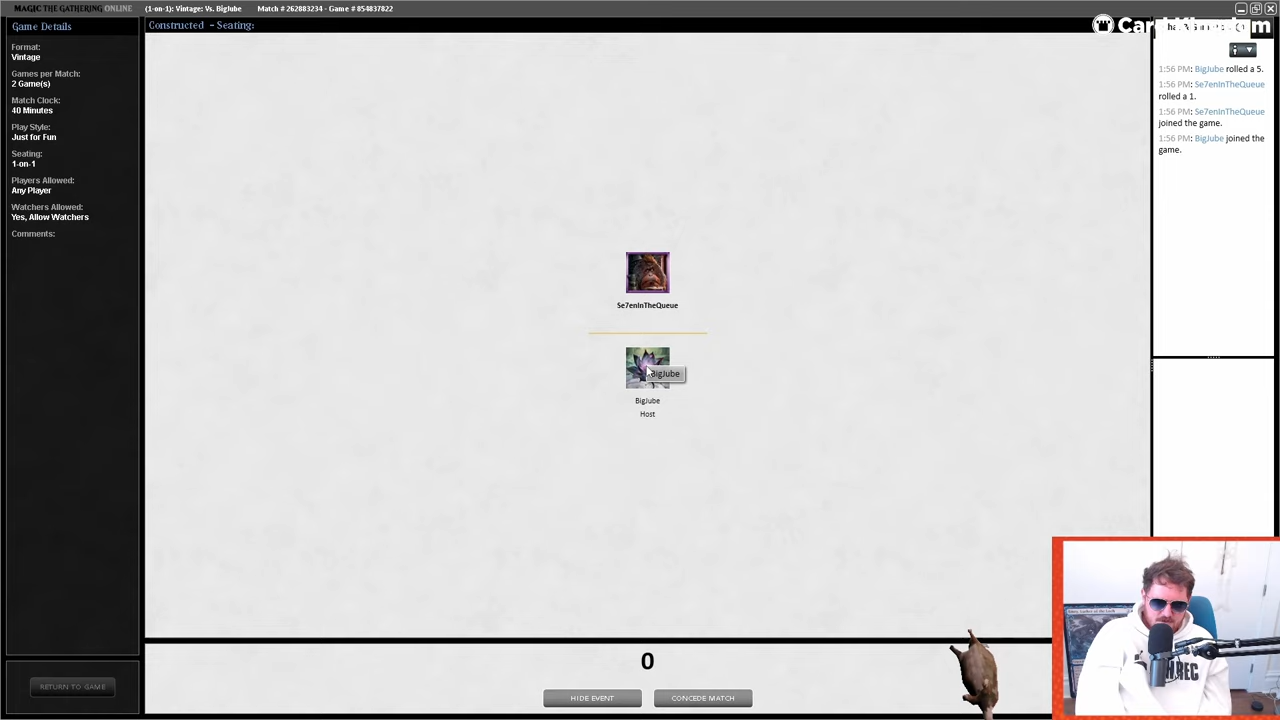 MAGIC THE GATHERING ONLINE
(1-on-1): Vintage: Vs. BigJube
Match # 262883234 - Game # 854837822
Game Details
Format:
Vintage
Games per Match:
2 Game(s)
Match Clock:
40 Minutes
Play Style:
Just for Fun
Seating:
1-on-1
Players Allowed:
Any Player
Watchers Allowed:
Yes, Allow Watchers
Comments:
RETURN TO GAME
Constructed - Seating:
Se7enInTheQueue
BigJube
BigJube
Host
0
HIDE EVENT
CONCEDE MATCH
1:56 PM: BigJube rolled a 5.
1:56 PM: Se7enInTheQueue
rolled a 1.
1:56 PM: Se7enInTheQueue
joined the game.
1:56 PM: BigJube joined the
game.